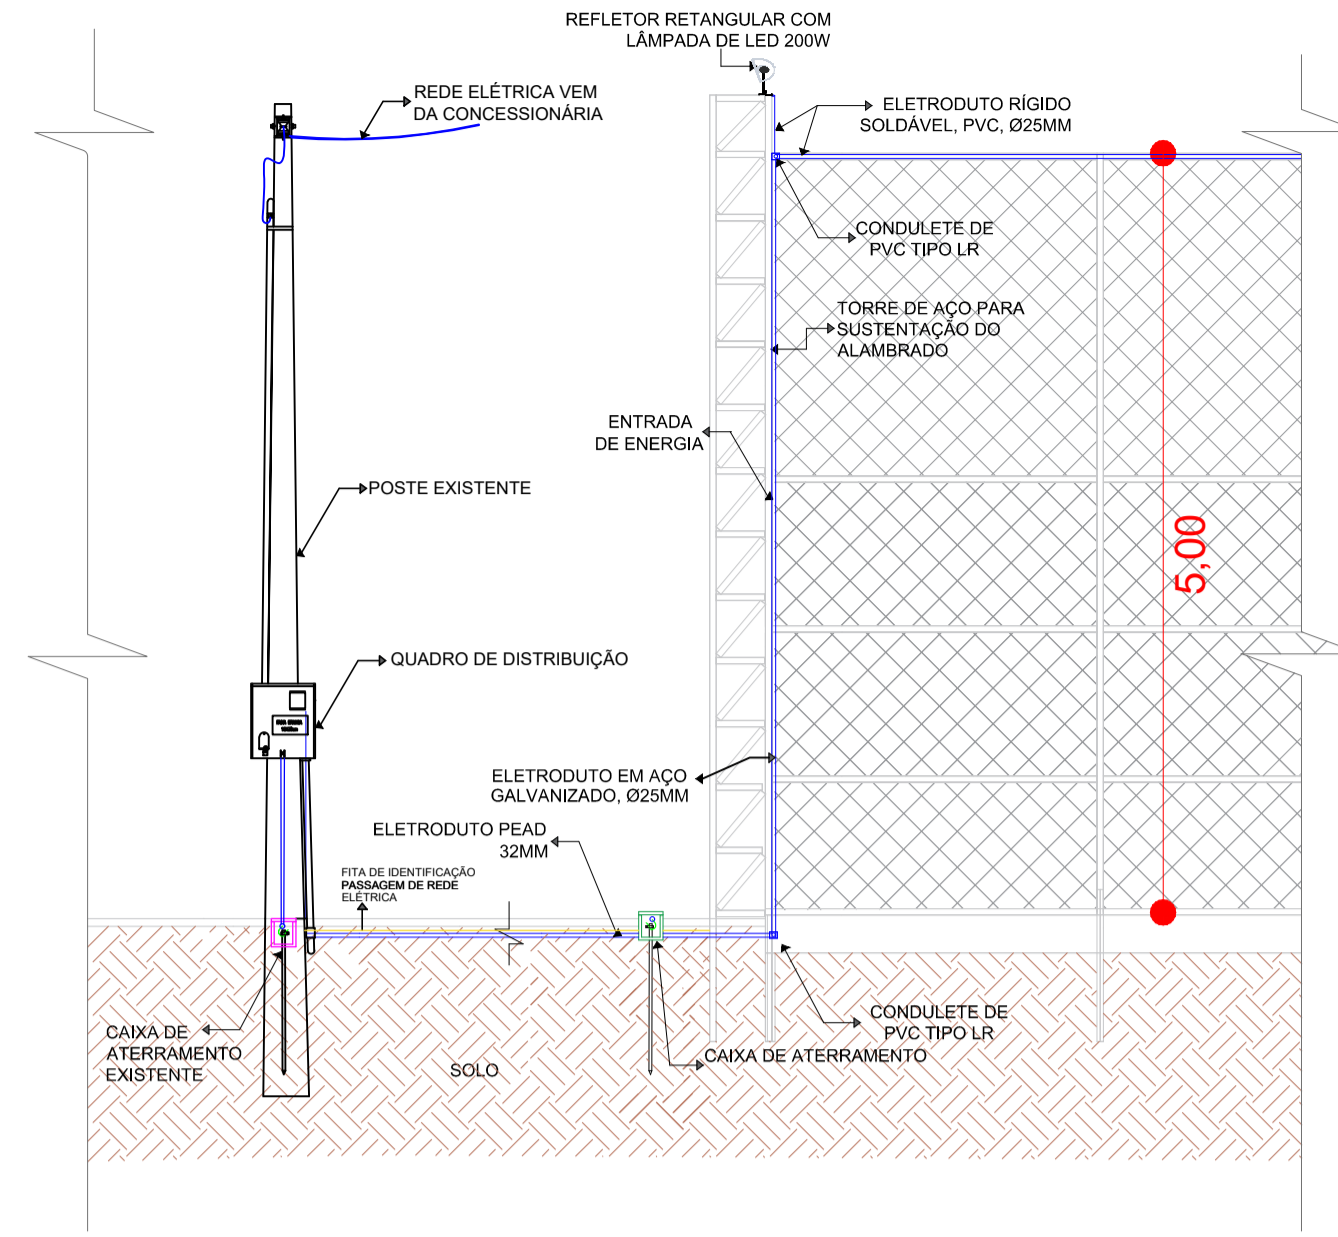 REFLETOR RETANGULAR COM
LÂMPADA DE LED 200W
REDE ELÉTRICA VEM
DA CONCESSIONÁRIA
ELETRODUTO RÍGIDO
SOLDÁVEL, PVC, Ø25MM
CONDULETE DE
PVC TIPO LR
TORRE DE AÇO PARA
SUSTENTAÇÃO DO
ALAMBRADO
ENTRADA
DE ENERGIA
POSTE EXISTENTE
5,00
QUADRO DE DISTRIBUIÇÃO
ELETRODUTO EM AÇO
GALVANIZADO, Ø25MM
ELETRODUTO PEAD
32MM
FITA DE IDENTIFICAÇÃO
PASSAGEM DE REDE
ELÉTRICA
CAIXA DE
ATERRAMENTO
EXISTENTE
SOLO
CONDULETE DE
PVC TIPO LR
CAIXA DE ATERRAMENTO